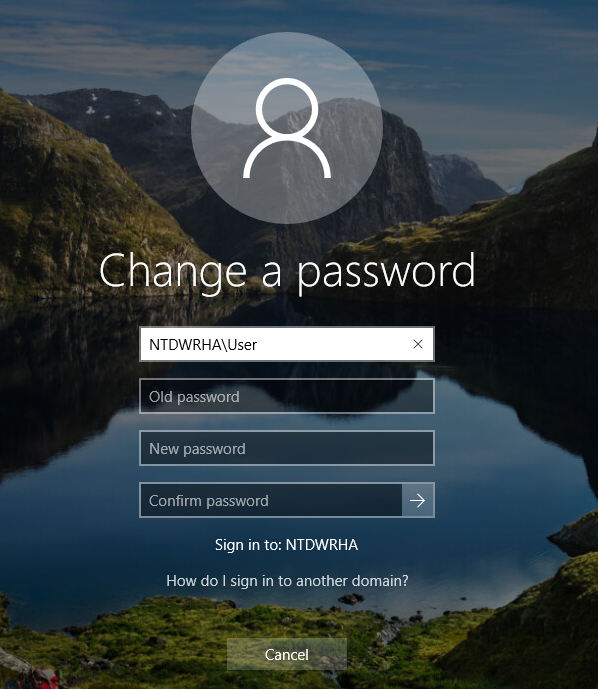 Change a password
NTDWRHA\User
Old password
New password
Confirm password
Sign in to: NTDWRHA
How do I sign in to another domain?
Cancel